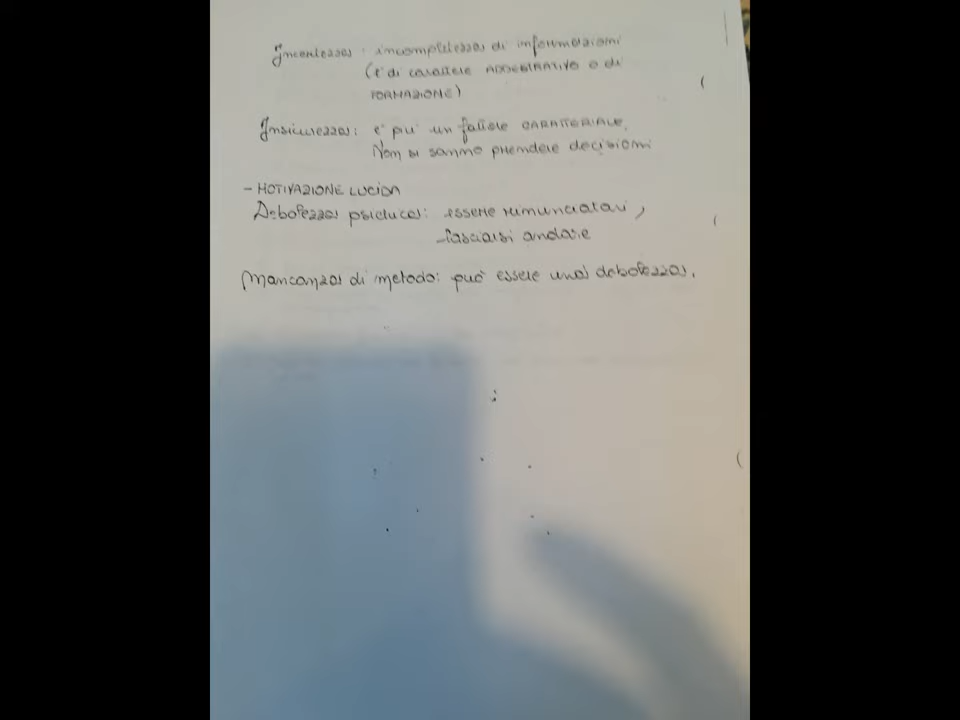 Incertezza: incompletezza di informazioni
(è di carattere ADDESTRATIVO o di
FORMAZIONE)
Insicurezza: è più un fattore CARATTERIALE.
Non si sanno prendere decisioni
- MOTIVAZIONE LUCIDA
Debolezza psichica: essere rinunciatari,
lasciarsi andare
Mancanza di metodo: può essere una debolezza.